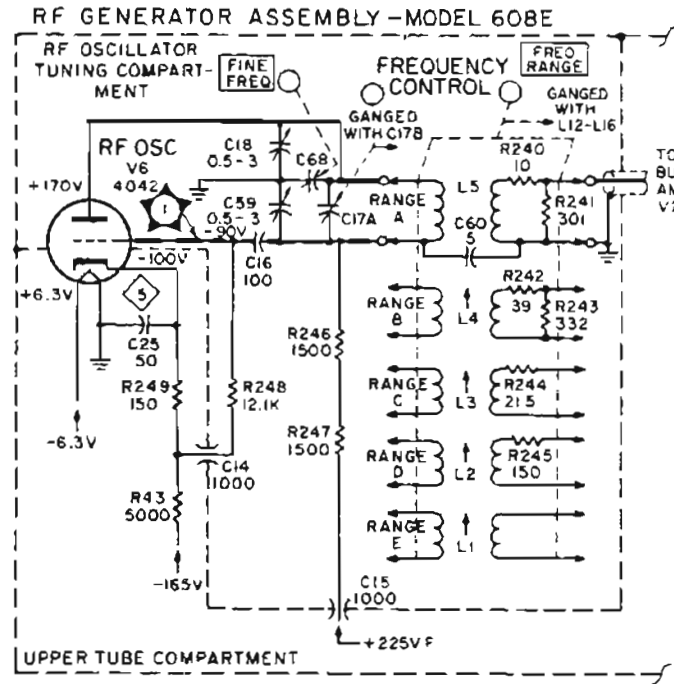 RF GENERATOR ASSEMBLY - MODEL 608E
RF OSCILLATOR
TUNING COMPART-
MENT
FINE
FREQ
FREQUENCY
CONTROL
FREQ
RANGE
GANGED
WITH C17B
GANGED
WITH
L12-L16
RF OSC
V6
4042
1
+170V
C18
0.5-3
C68
C59
0.5-3
C17A
-90V
-100V
C16
100
RANGE
A
L5
C60
5
R240
10
R241
301
TO
+6.3V
5
C25
50
R249
150
R248
12.1K
-6.3V
C14
1000
R43
5000
-165V
R246
1500
R247
1500
C15
1000
+225V F
RANGE
B
L4
R242
39
R243
332
RANGE
C
L3
R244
21.5
RANGE
D
L2
R245
150
RANGE
E
L1
UPPER TUBE COMPARTMENT